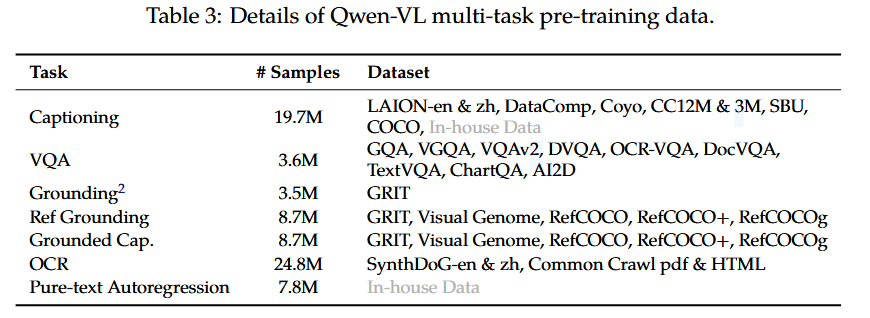 Table 3: Details of Qwen-VL multi-task pre-training data.
Task # Samples Dataset
Captioning 19.7M LAION-en & zh, DataComp, Coyo, CC12M & 3M, SBU,
COCO, In-house Data
VQA 3.6M GQA, VGQA, VQAv2, DVQA, OCR-VQA, DocVQA,
TextVQA, ChartQA, AI2D
Grounding² 3.5M GRIT
Ref Grounding 8.7M GRIT, Visual Genome, RefCOCO, RefCOCO+, RefCOCOg
Grounded Cap. 8.7M GRIT, Visual Genome, RefCOCO, RefCOCO+, RefCOCOg
OCR 24.8M SynthDoG-en & zh, Common Crawl pdf & HTML
Pure-text Autoregression 7.8M In-house Data